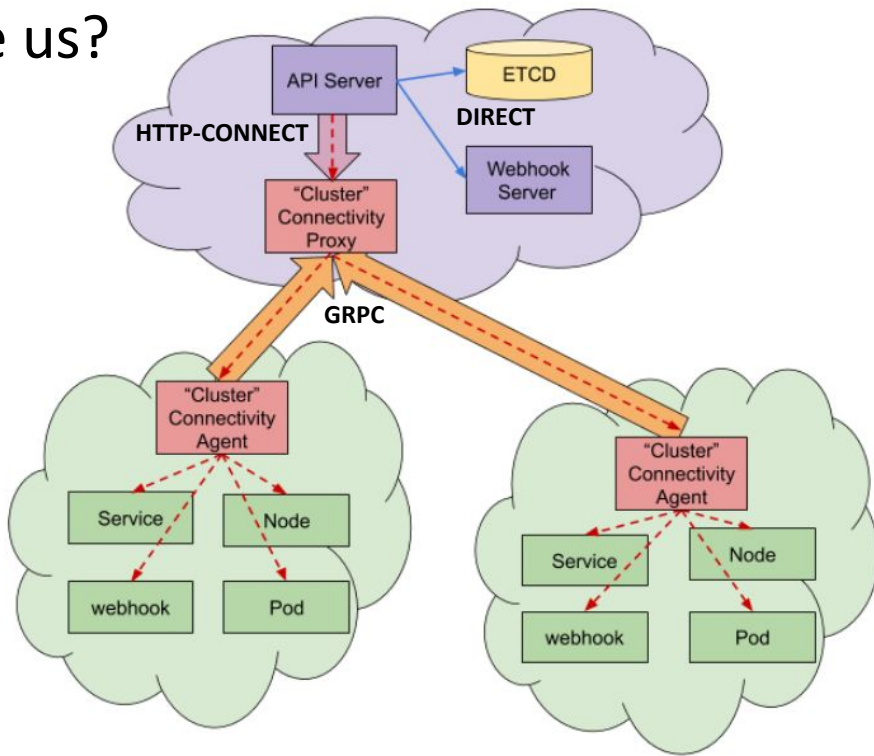 e us?
API Server
ETCD
HTTP-CONNECT
DIRECT
Webhook
Server
“Cluster”
Connectivity
Proxy
GRPC
“Cluster”
Connectivity
Agent
Service
Node
webhook
Pod
“Cluster”
Connectivity
Agent
Service
Node
webhook
Pod